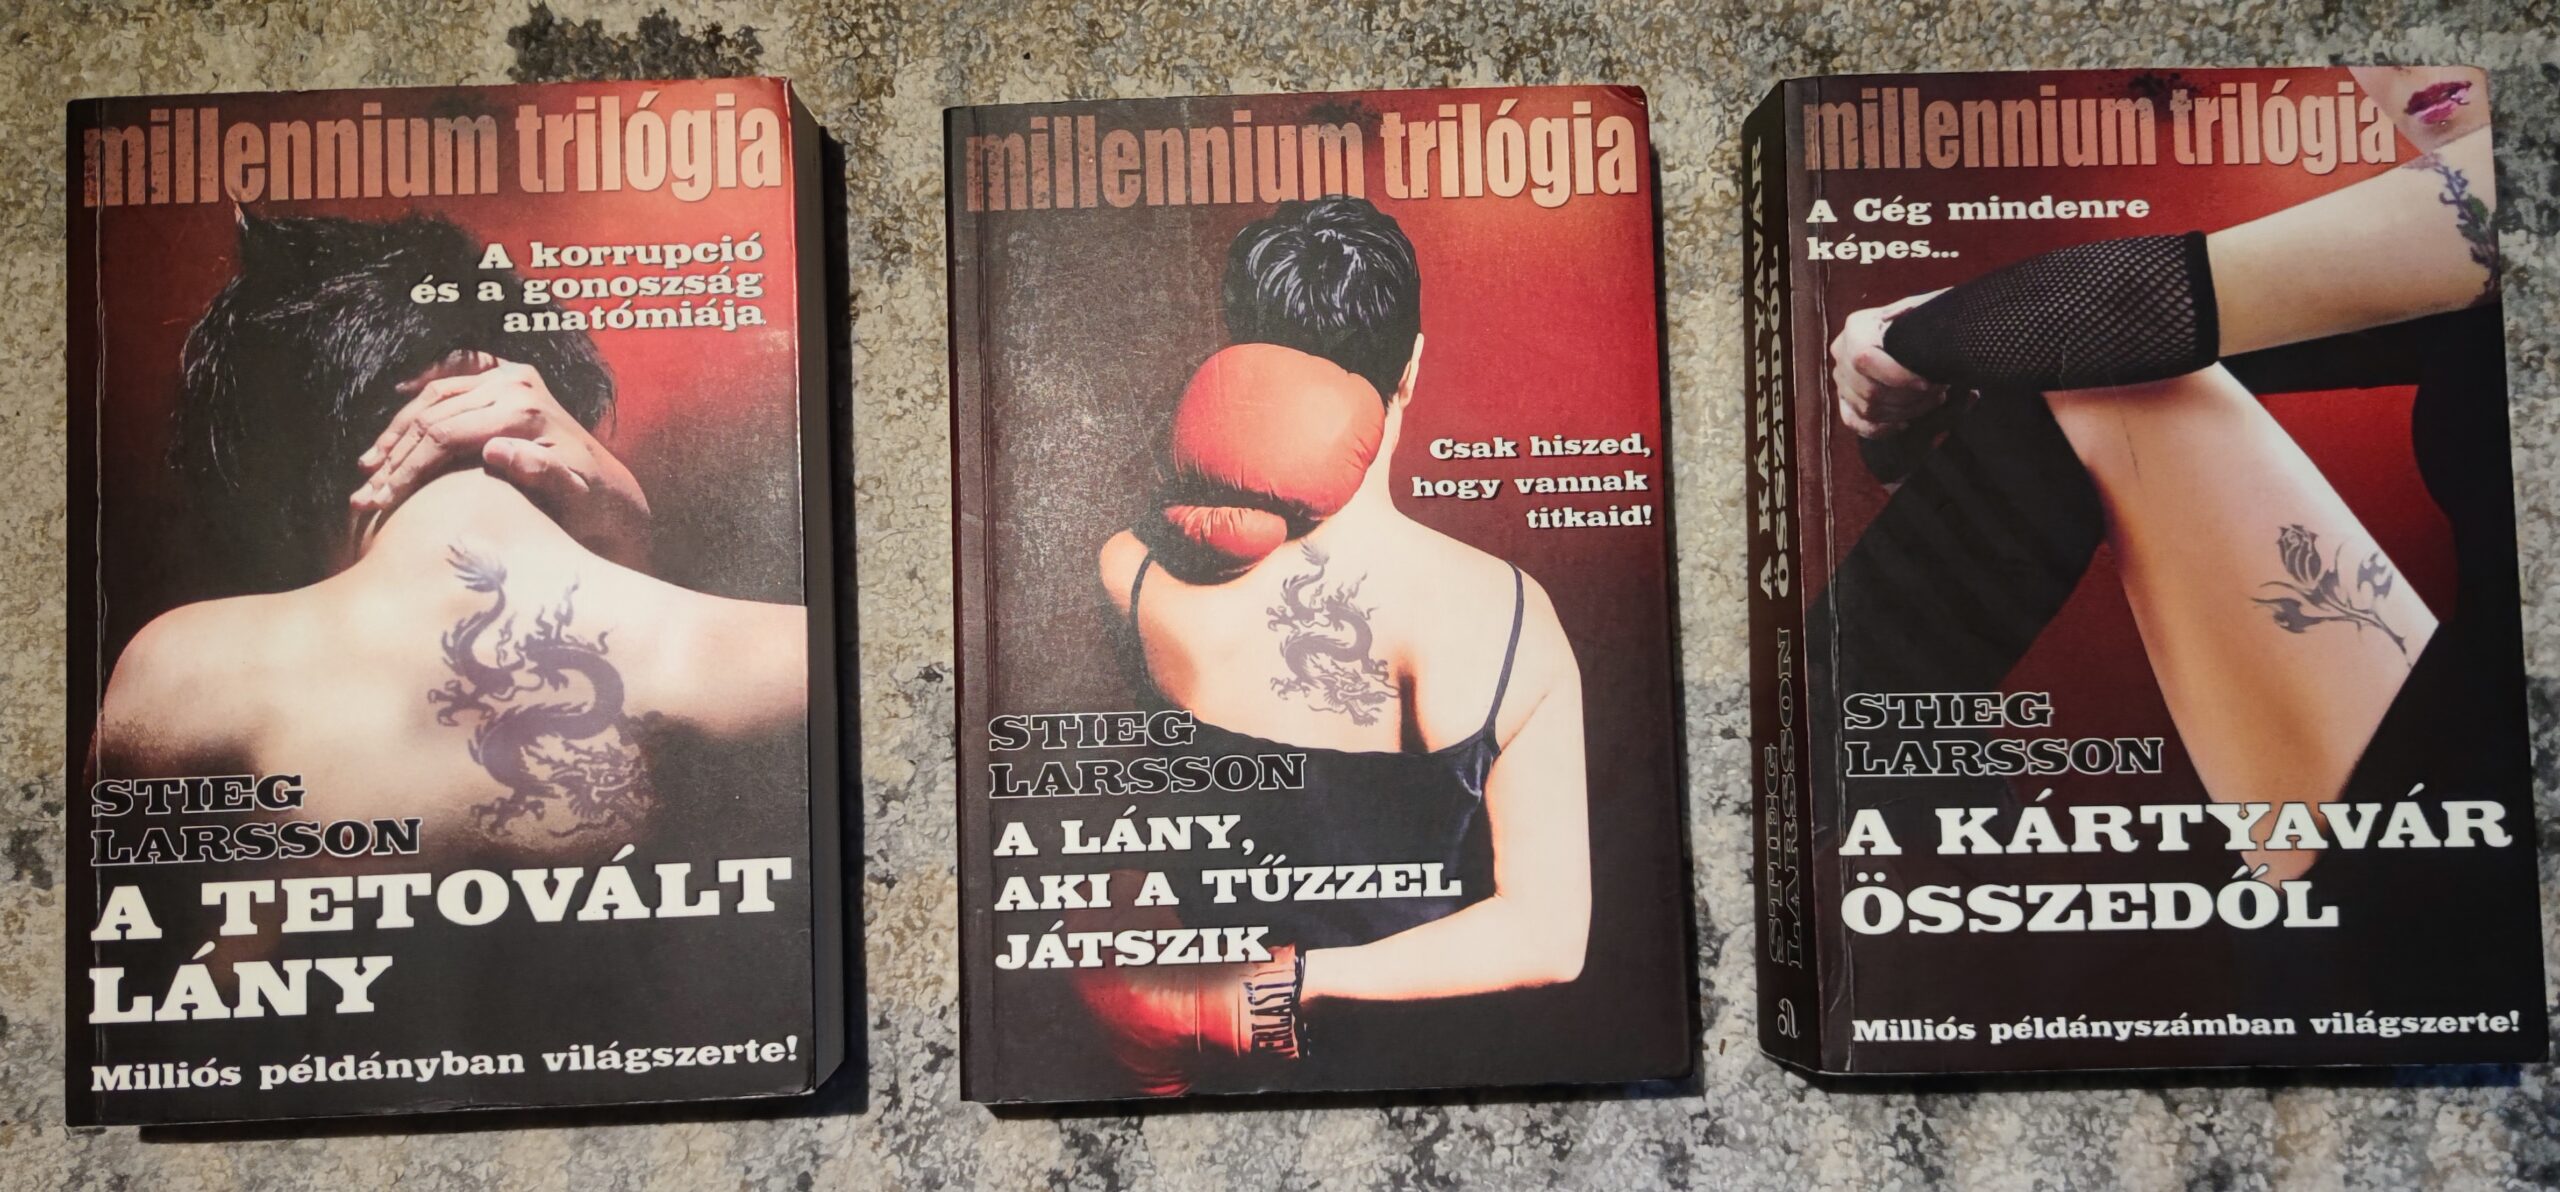 millennium trilógia
A korrupció
és a gonoszság
anatómiája
STIEG
LARSSON
A TETOVÁLT
LÁNY
Milliós példányban világszerte!
millennium trilógia
Csak hiszed,
hogy vannak
titkaid!
STIEG
LARSSON
A LÁNY,
AKI A TŰZZEL
JÁTSZIK
VERLAST
A KÁRTYAVÁR
ÖSSZEDŐL
STIEG
LARSSON
a
millennium trilógia
A Cég mindenre
képes...
STIEG
LARSSON
A KÁRTYAVÁR
ÖSSZEDŐL
Milliós példányszámban világszerte!